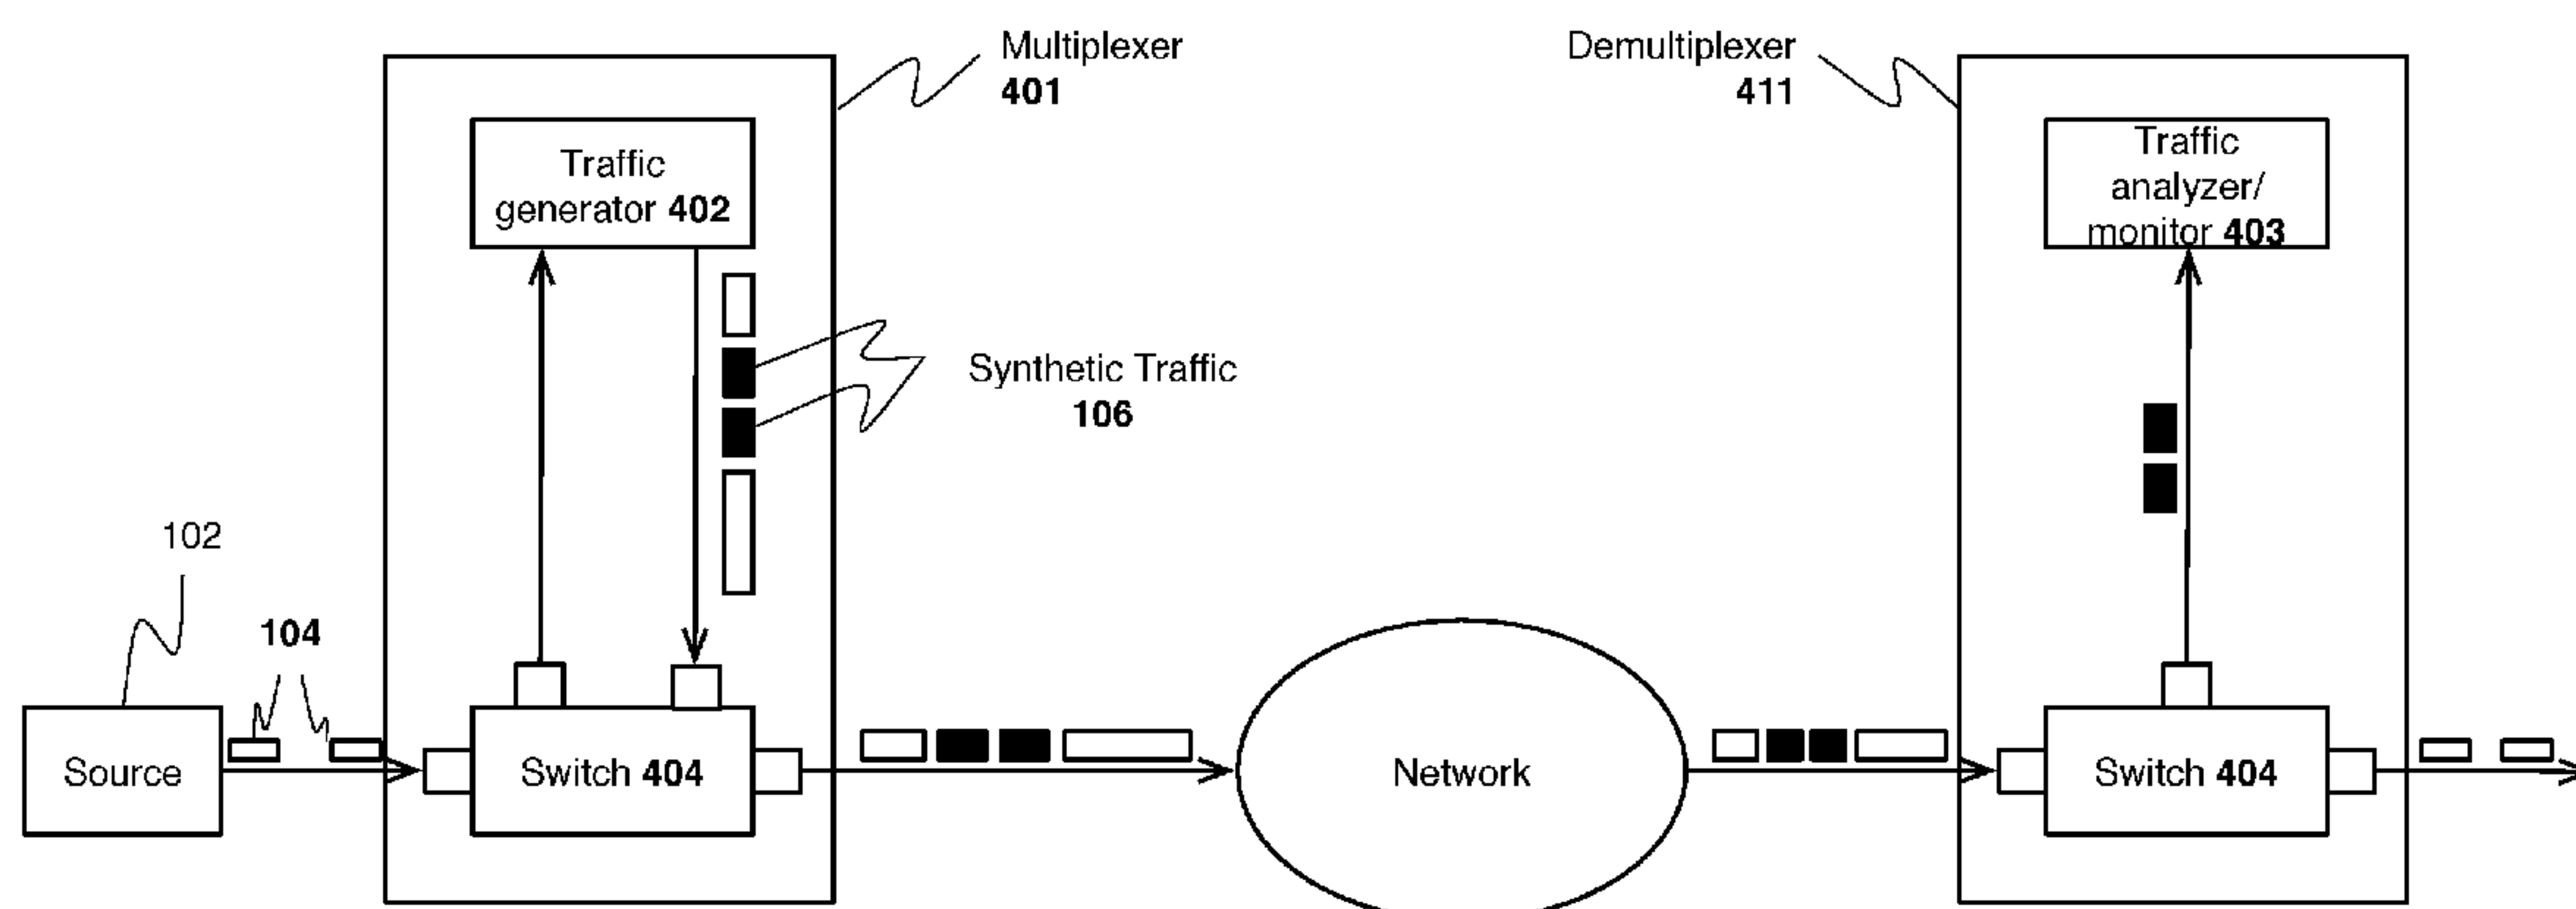 Multiplexer
401
Demultiplexer
411
Traffic
generator 402
Traffic
analyzer/
monitor 403
Synthetic Traffic
106
102
104
Source
Switch 404
Network
Switch 404